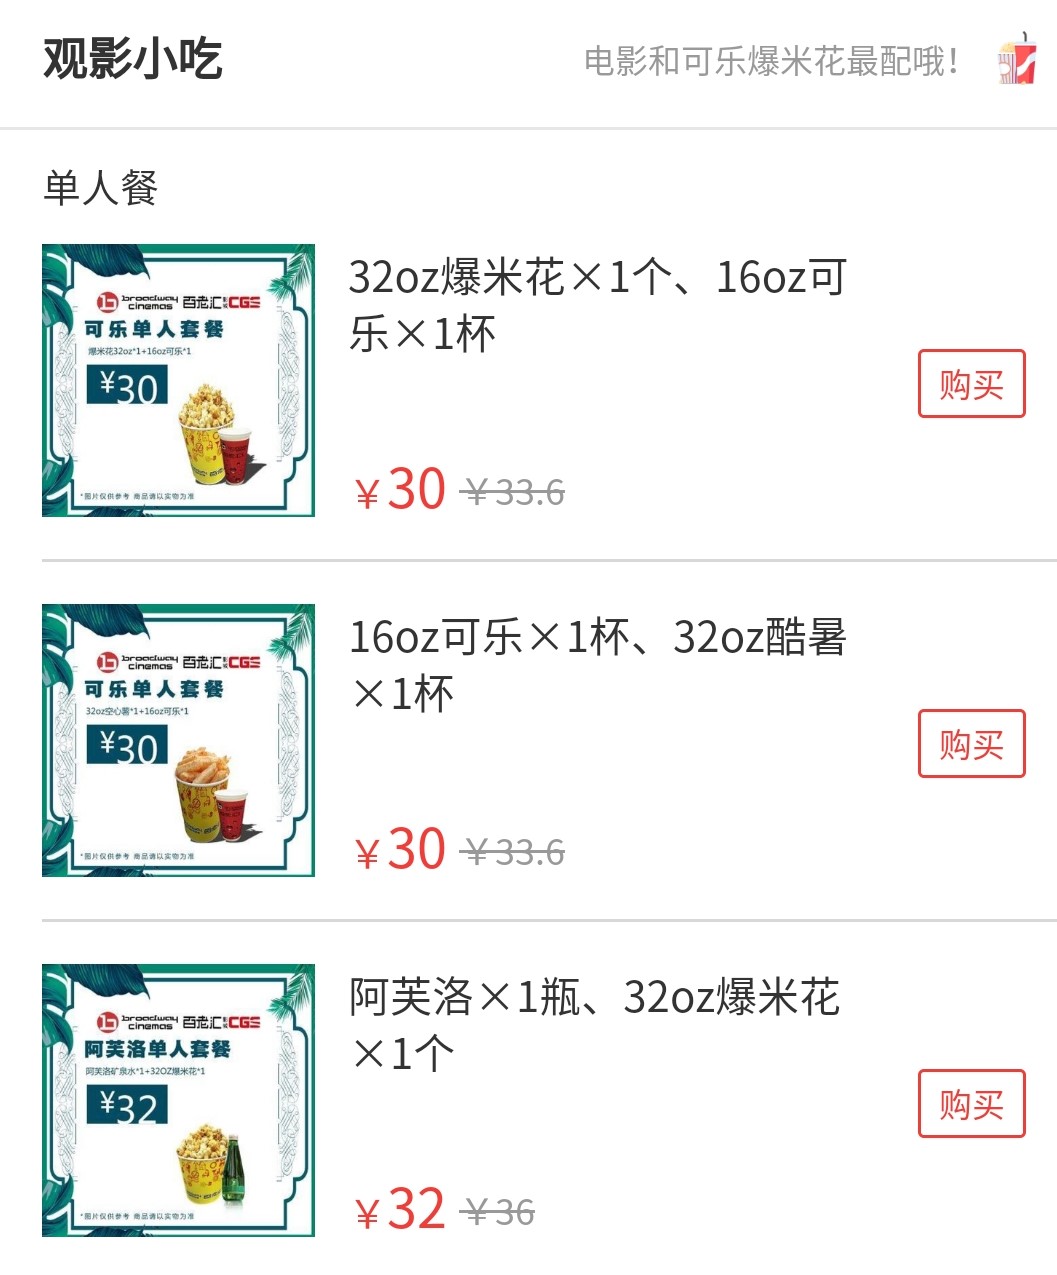 观影小吃
电影和可乐爆米花最配哦！
单人餐
broadway cinemas 百老汇影城 CGS
可乐单人套餐
爆米花32oz*1+16oz可乐*1
¥30
*图片仅供参考 商品请以实物为准
32oz爆米花×1个、16oz可
乐×1杯
￥30 ￥33.6
购买
broadway cinemas 百老汇影城 CGS
可乐单人套餐
32oz空心薯*1+16oz可乐*1
¥30
*图片仅供参考 商品请以实物为准
16oz可乐×1杯、32oz酷暑
×1杯
￥30 ￥33.6
购买
broadway cinemas 百老汇影城 CGS
阿芙洛单人套餐
阿芙洛矿泉水*1+32OZ爆米花*1
¥32
*图片仅供参考 商品请以实物为准
阿芙洛×1瓶、32oz爆米花
×1个
￥32 ￥36
购买